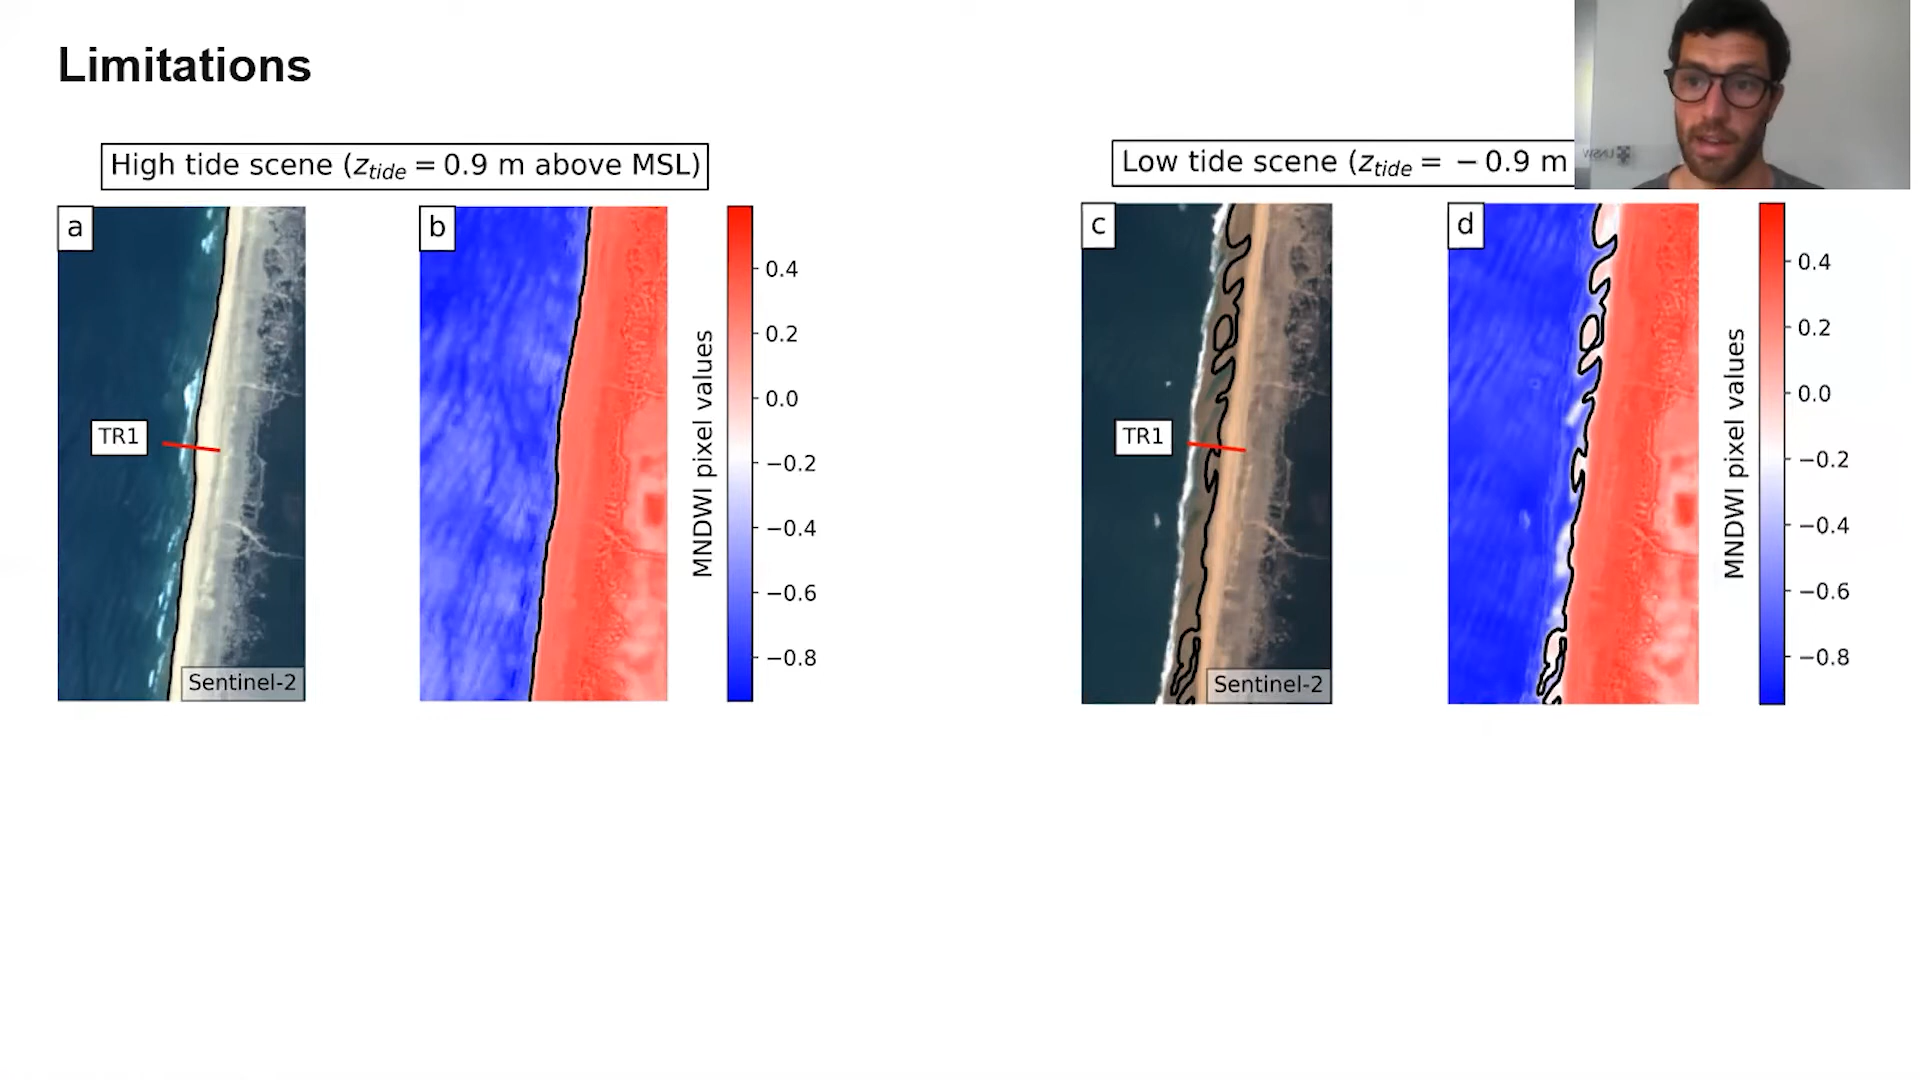 Limitations
High tide scene (z_tide = 0.9 m above MSL)
Low tide scene (z_tide = −0.9 m
a
b
c
d
TR1
TR1
Sentinel-2
Sentinel-2
0.4
0.2
0.0
−0.2
−0.4
−0.6
−0.8
MNDWI pixel values
0.4
0.2
0.0
−0.2
−0.4
−0.6
−0.8
MNDWI pixel values
UNSW